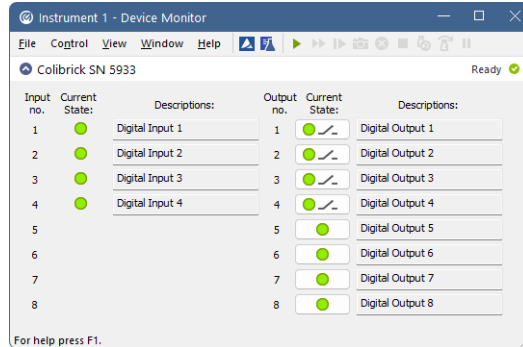 Instrument 1 - Device Monitor
File Control View Window Help
Colibrick SN 5933 Ready
Input no. Current State: Descriptions: Output no. Current State: Descriptions:
1 Digital Input 1 1 Digital Output 1
2 Digital Input 2 2 Digital Output 2
3 Digital Input 3 3 Digital Output 3
4 Digital Input 4 4 Digital Output 4
5 5 Digital Output 5
6 6 Digital Output 6
7 7 Digital Output 7
8 8 Digital Output 8
For help press F1.